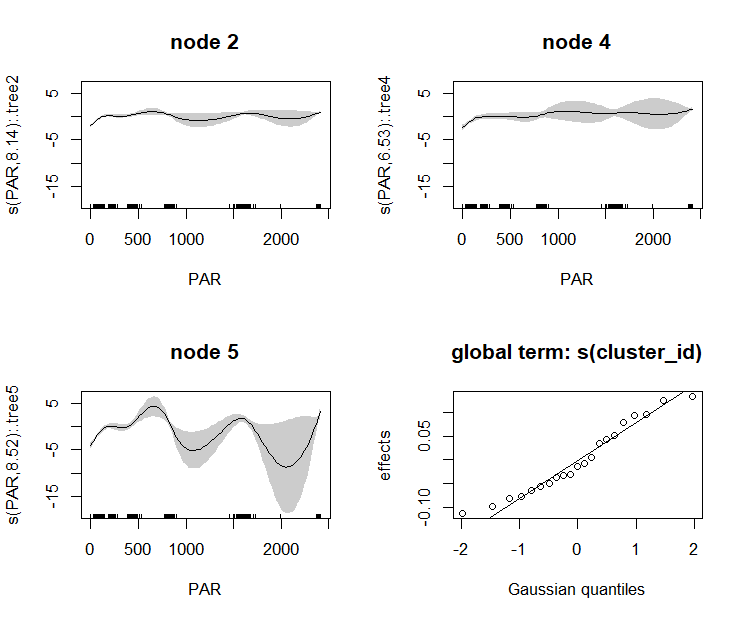 node 2
s(PAR,8.14):.tree2
5
-5
-15
0 500 1000 2000
PAR
node 4
s(PAR,6.53):.tree4
5
-5
-15
0 500 1000 2000
PAR
node 5
s(PAR,8.52):.tree5
5
-5
-15
0 500 1000 2000
PAR
global term: s(cluster_id)
effects
0.05
-0.10
-2 -1 0 1 2
Gaussian quantiles